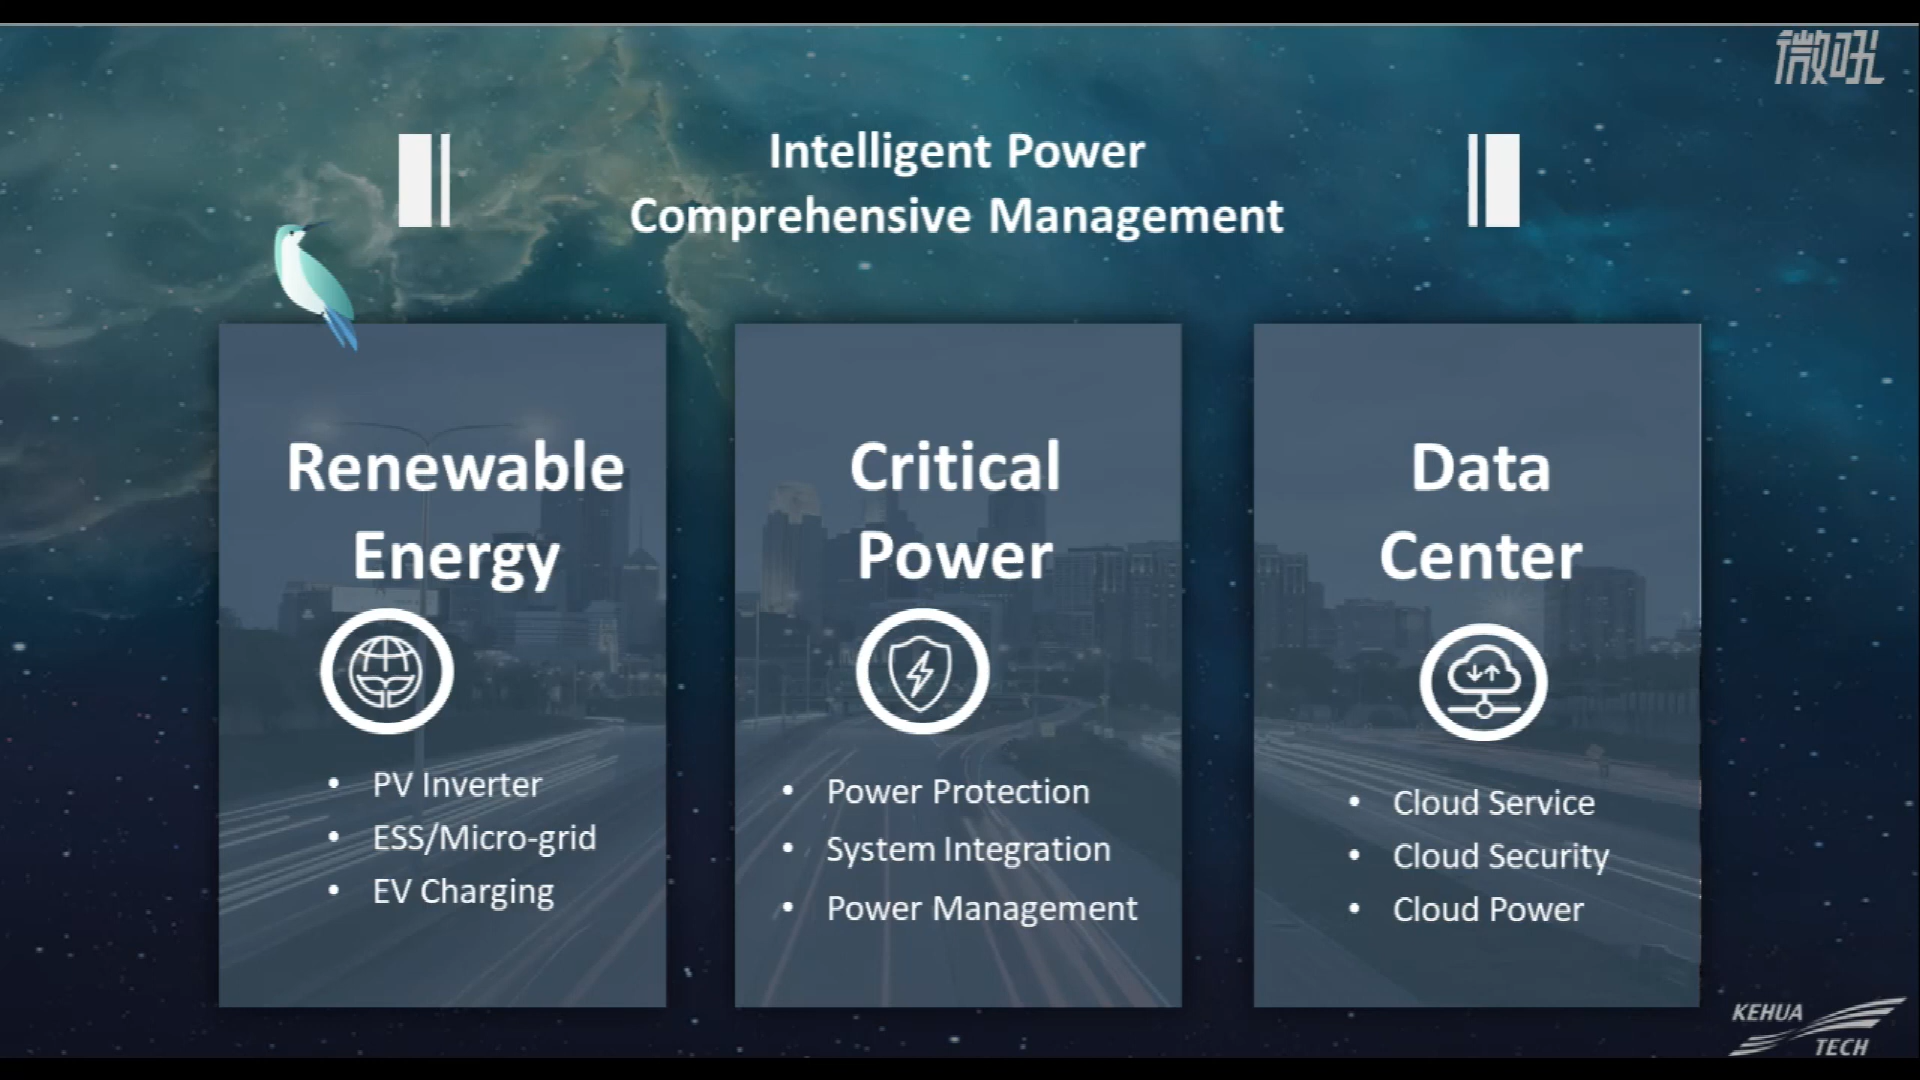 微吼
Intelligent Power
Comprehensive Management
Renewable
Energy
• PV Inverter
• ESS/Micro-grid
• EV Charging
Critical
Power
• Power Protection
• System Integration
• Power Management
Data
Center
• Cloud Service
• Cloud Security
• Cloud Power
KEHUA
TECH